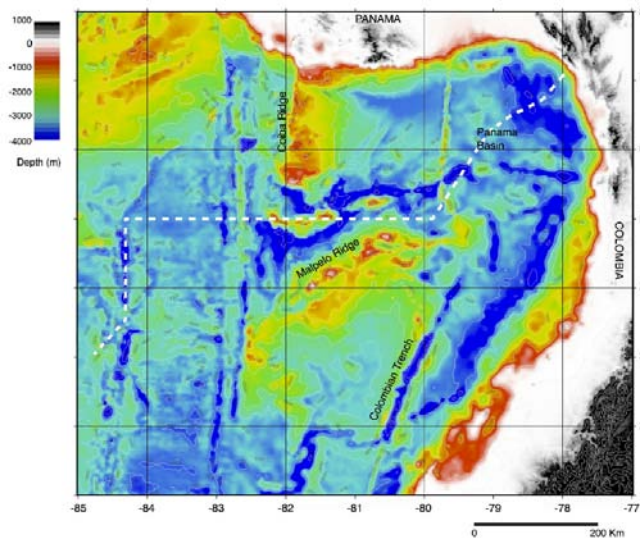 1000
0
-1000
-2000
-3000
-4000
Depth (m)
PANAMA
Coiba Ridge
Panama
Basin
Malpelo Ridge
COLOMBIA
Colombian Trench
-85
-84
-83
-82
-81
-80
-79
-78
-77
0
200 Km